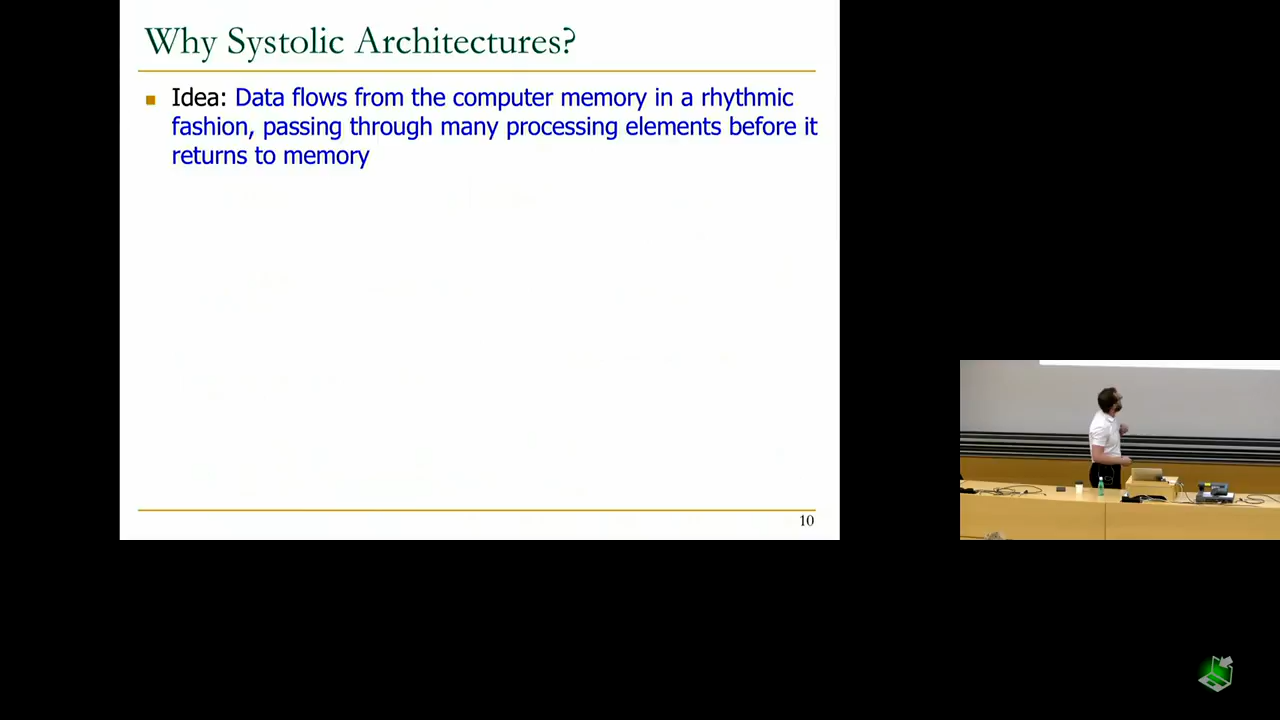 Why Systolic Architectures?
Idea: Data flows from the computer memory in a rhythmic
fashion, passing through many processing elements before it
returns to memory
10